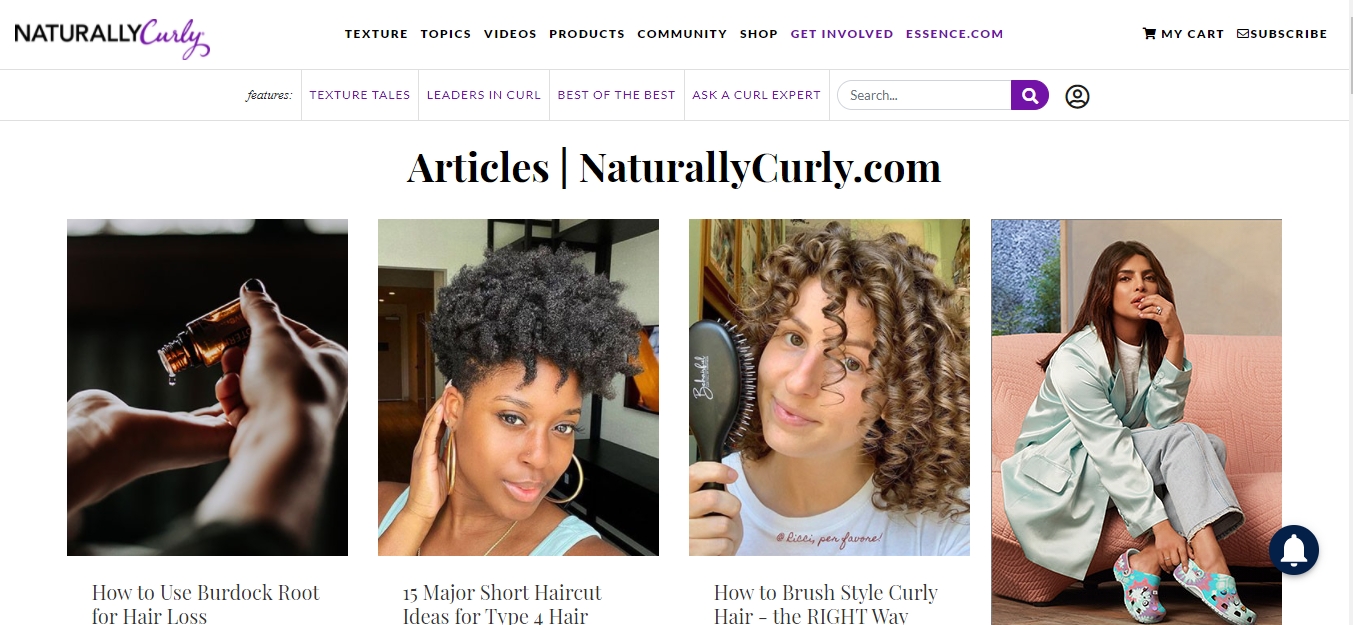 NATURALLYCurly
TEXTURE TOPICS VIDEOS PRODUCTS COMMUNITY SHOP GET INVOLVED ESSENCE.COM
MY CART SUBSCRIBE
features: TEXTURE TALES LEADERS IN CURL BEST OF THE BEST ASK A CURL EXPERT Search...
Articles | NaturallyCurly.com
@Ricci, per favore!
How to Use Burdock Root
for Hair Loss
15 Major Short Haircut
Ideas for Type 4 Hair
How to Brush Style Curly
Hair - the RIGHT Way